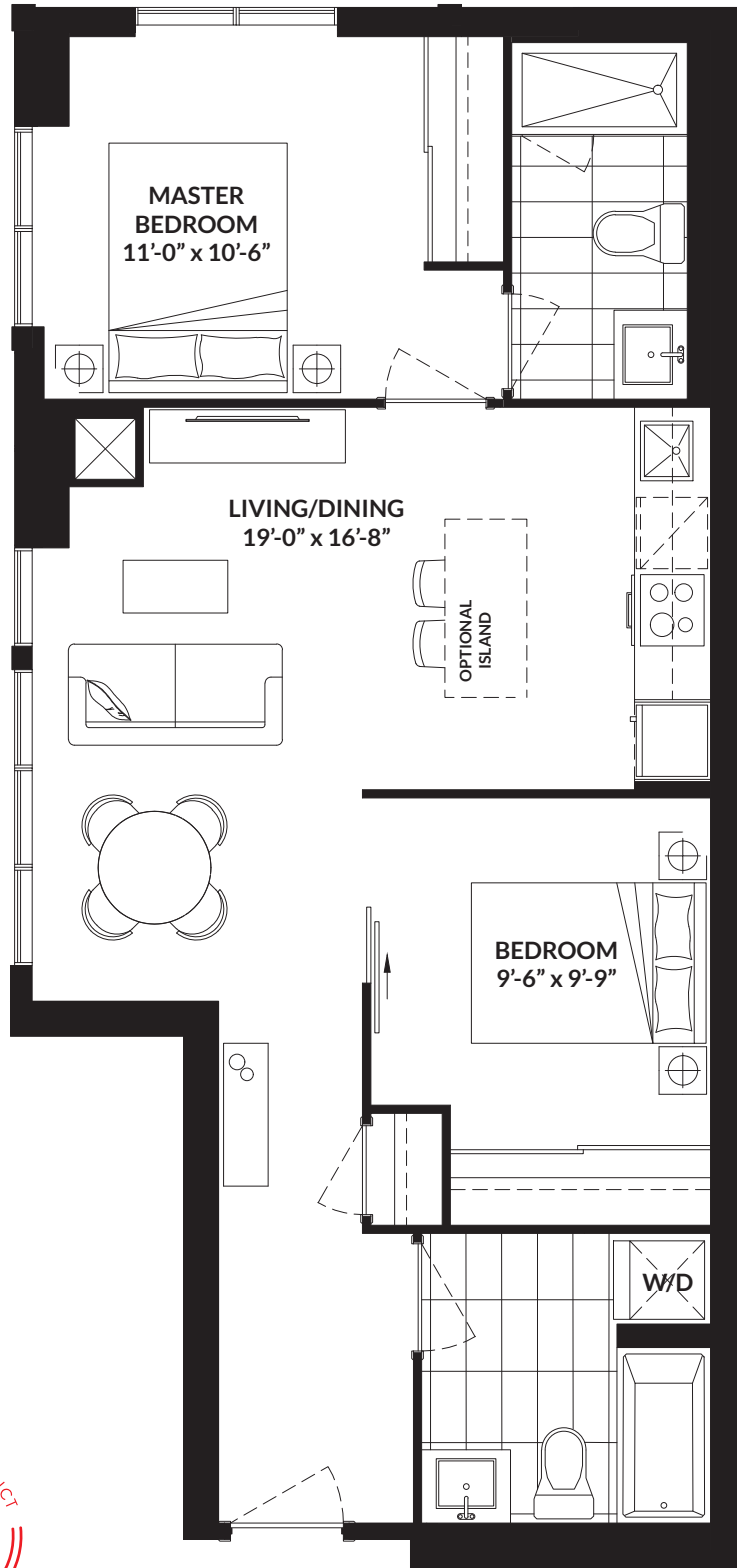 MASTER
BEDROOM
11’-0” x 10’-6”
LIVING/DINING
19’-0” x 16’-8”
OPTIONAL
ISLAND
BEDROOM
9’-6” x 9’-9”
W/D